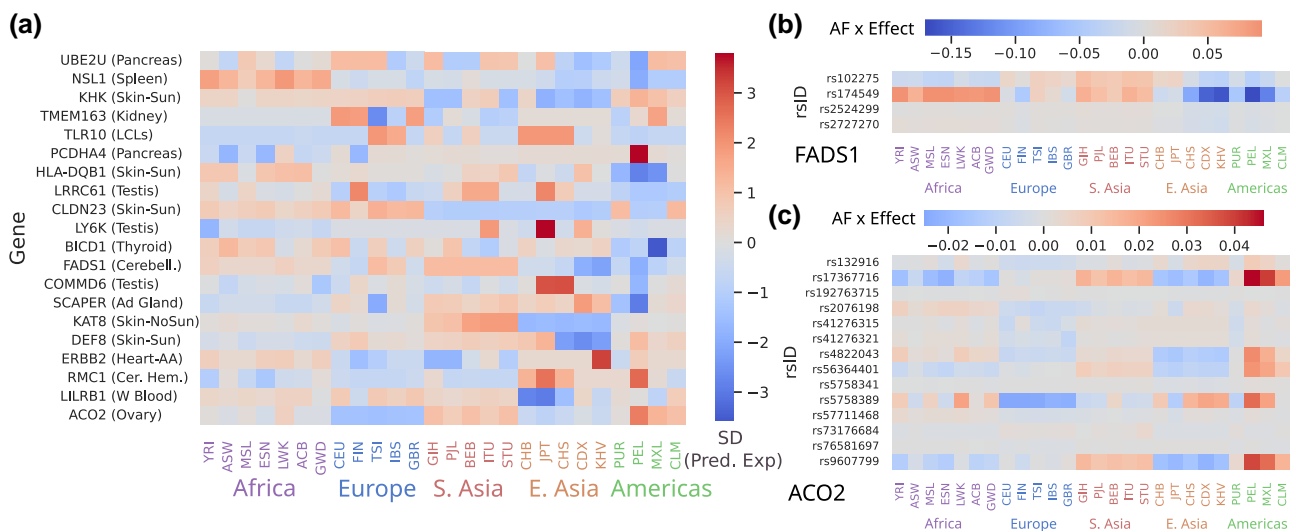 (a)
Gene
UBE2U (Pancreas)
NSL1 (Spleen)
KHK (Skin-Sun)
TMEM163 (Kidney)
TLR10 (LCLs)
PCDHA4 (Pancreas)
HLA-DQB1 (Skin-Sun)
LRRC61 (Testis)
CLDN23 (Skin-Sun)
LY6K (Testis)
BICD1 (Thyroid)
FADS1 (Cerebell.)
COMMD6 (Testis)
SCAPER (Ad Gland)
KAT8 (Skin-NoSun)
DEF8 (Skin-Sun)
ERBB2 (Heart-AA)
RMC1 (Cer. Hem.)
LILRB1 (W Blood)
ACO2 (Ovary)
YRI ASW MSL ESN LWK ACB GWD CEU FIN TSI IBS GBR GIH PJL BEB ITU STU CHB JPT CHS CDX KHV PUR PEL MXL CLM
Africa Europe S. Asia E. Asia Americas
3
2
1
0
−1
−2
−3
SD
(Pred. Exp)
(b)
AF x Effect
−0.15 −0.10 −0.05 0.00 0.05
rsID
rs102275
rs174549
rs2524299
rs2727270
FADS1
YRI ASW MSL ESN LWK ACB GWD CEU FIN TSI IBS GBR GIH PJL BEB ITU STU CHB JPT CHS CDX KHV PUR PEL MXL CLM
Africa Europe S. Asia E. Asia Americas
(c)
AF x Effect
−0.02 −0.01 0.00 0.01 0.02 0.03 0.04
rsID
rs132916
rs17367716
rs192763715
rs2076198
rs41276315
rs41276321
rs4822043
rs56364401
rs5758341
rs5758389
rs57711468
rs73176684
rs76581697
rs9607799
ACO2
YRI ASW MSL ESN LWK ACB GWD CEU FIN TSI IBS GBR GIH PJL BEB ITU STU CHB JPT CHS CDX KHV PUR PEL MXL CLM
Africa Europe S. Asia E. Asia Americas